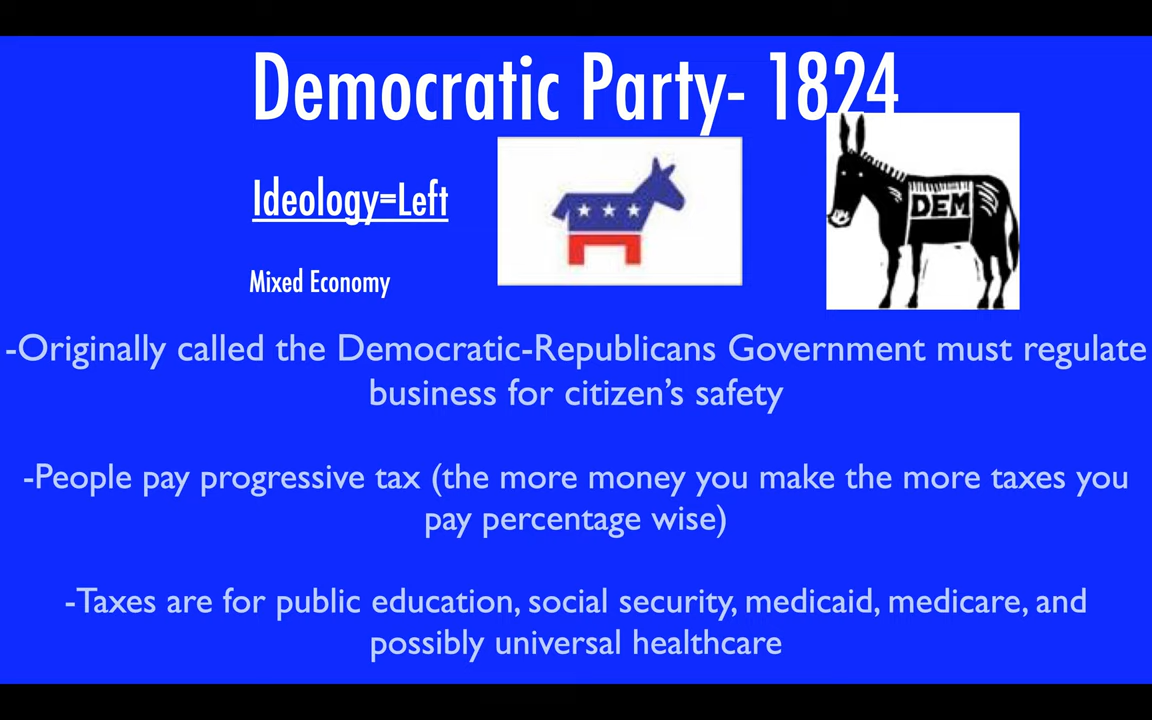 Democratic Party- 1824
Ideology=Left
DEM
Mixed Economy
-Originally called the Democratic-Republicans Government must regulate
business for citizen’s safety
-People pay progressive tax (the more money you make the more taxes you
pay percentage wise)
-Taxes are for public education, social security, medicaid, medicare, and
possibly universal healthcare